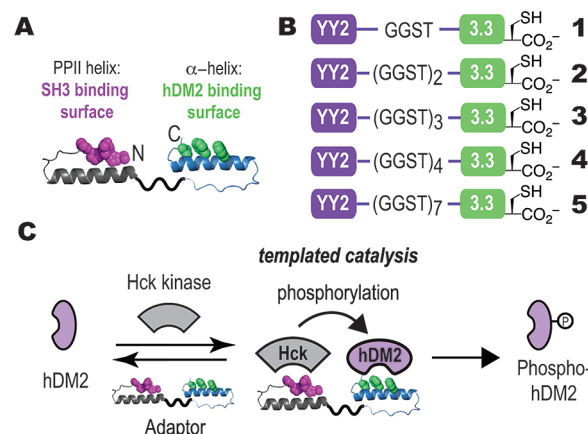 A
PPII helix:
SH3 binding
surface
α–helix:
hDM2 binding
surface
N
C
B
YY2 GGST 3.3 SH CO2– 1
YY2 (GGST)2 3.3 SH CO2– 2
YY2 (GGST)3 3.3 SH CO2– 3
YY2 (GGST)4 3.3 SH CO2– 4
YY2 (GGST)7 3.3 SH CO2– 5
C
templated catalysis
Hck kinase
phosphorylation
hDM2
Adaptor
Hck
hDM2
P
Phospho-
hDM2